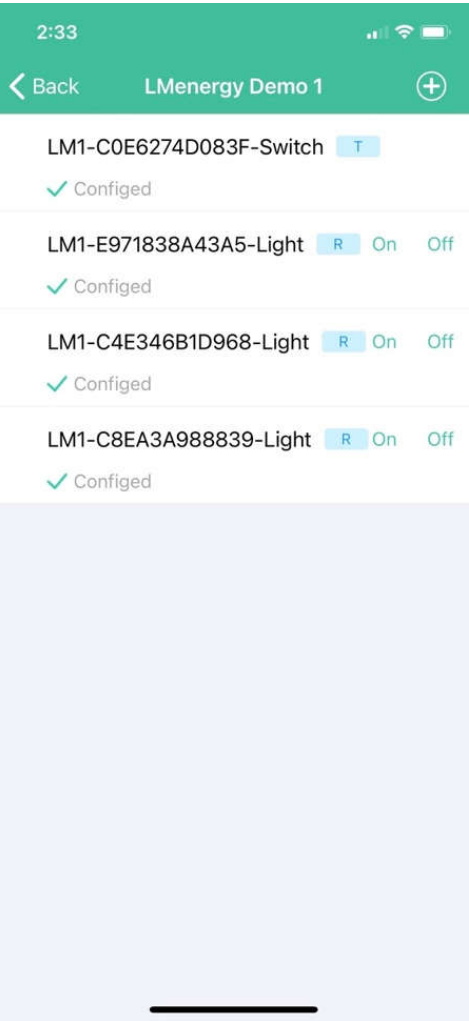 2:33
Back LMenergy Demo 1
LM1-C0E6274D083F-Switch T
Configed
LM1-E971838A43A5-Light R On Off
Configed
LM1-C4E346B1D968-Light R On Off
Configed
LM1-C8EA3A988839-Light R On Off
Configed